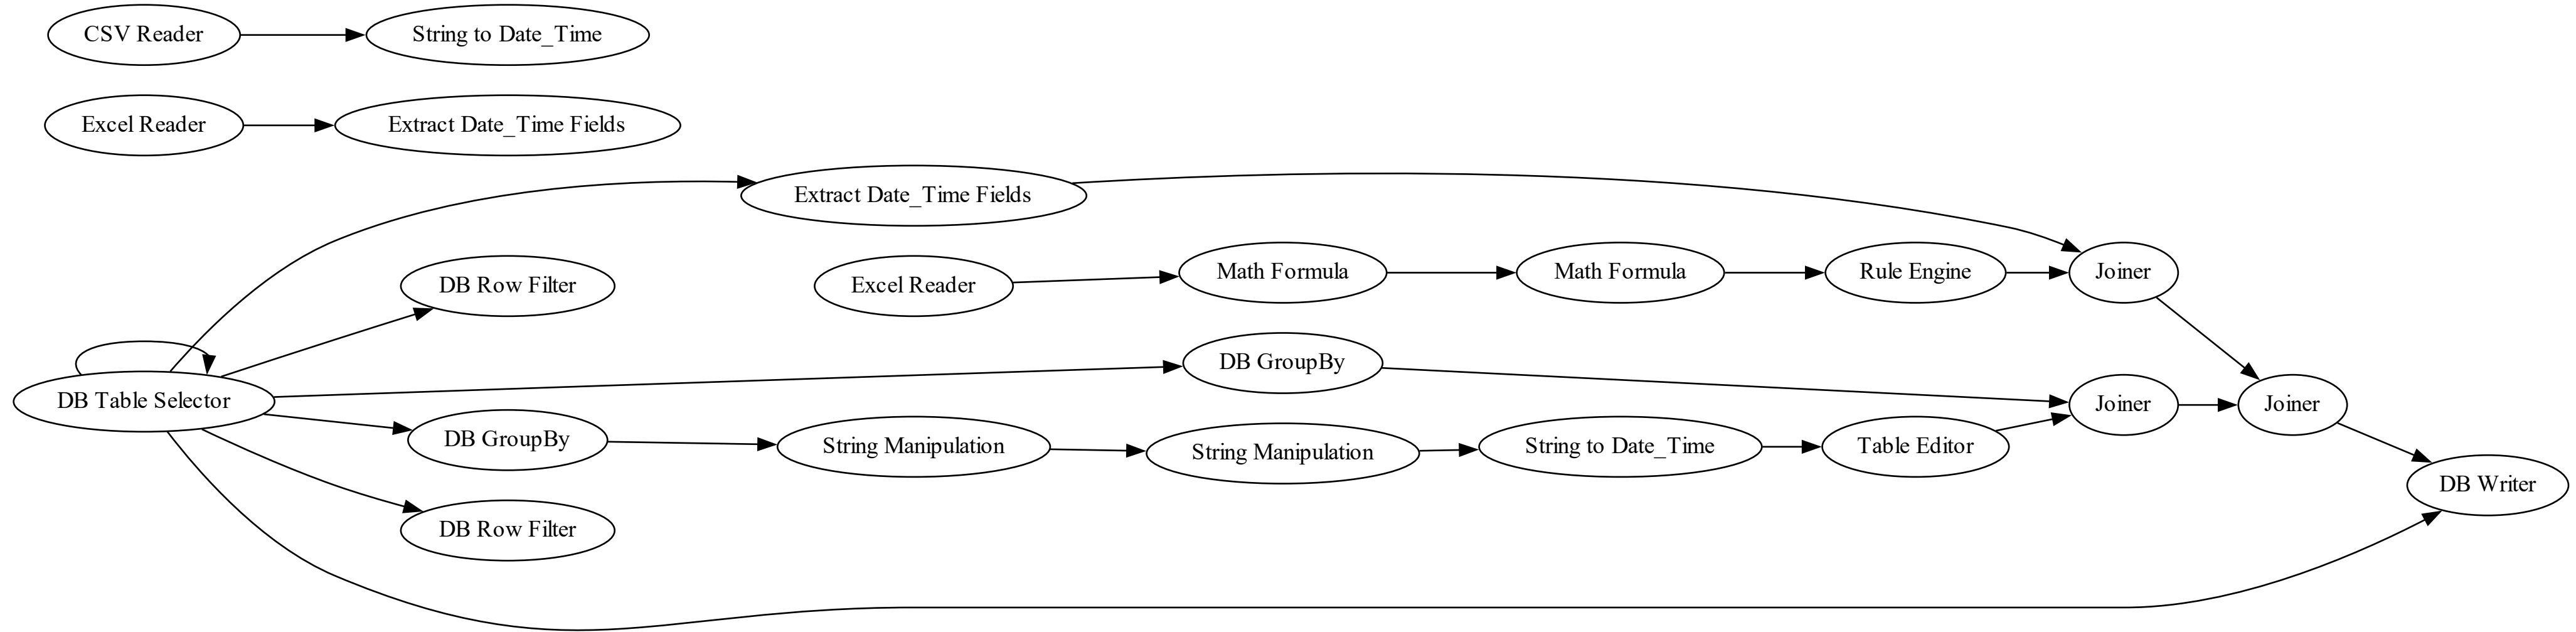 CSV Reader
String to Date_Time
Excel Reader
Extract Date_Time Fields
Extract Date_Time Fields
DB Row Filter
Excel Reader
Math Formula
Math Formula
Rule Engine
Joiner
DB Table Selector
DB GroupBy
DB GroupBy
String Manipulation
String Manipulation
String to Date_Time
Table Editor
Joiner
Joiner
DB Row Filter
DB Writer